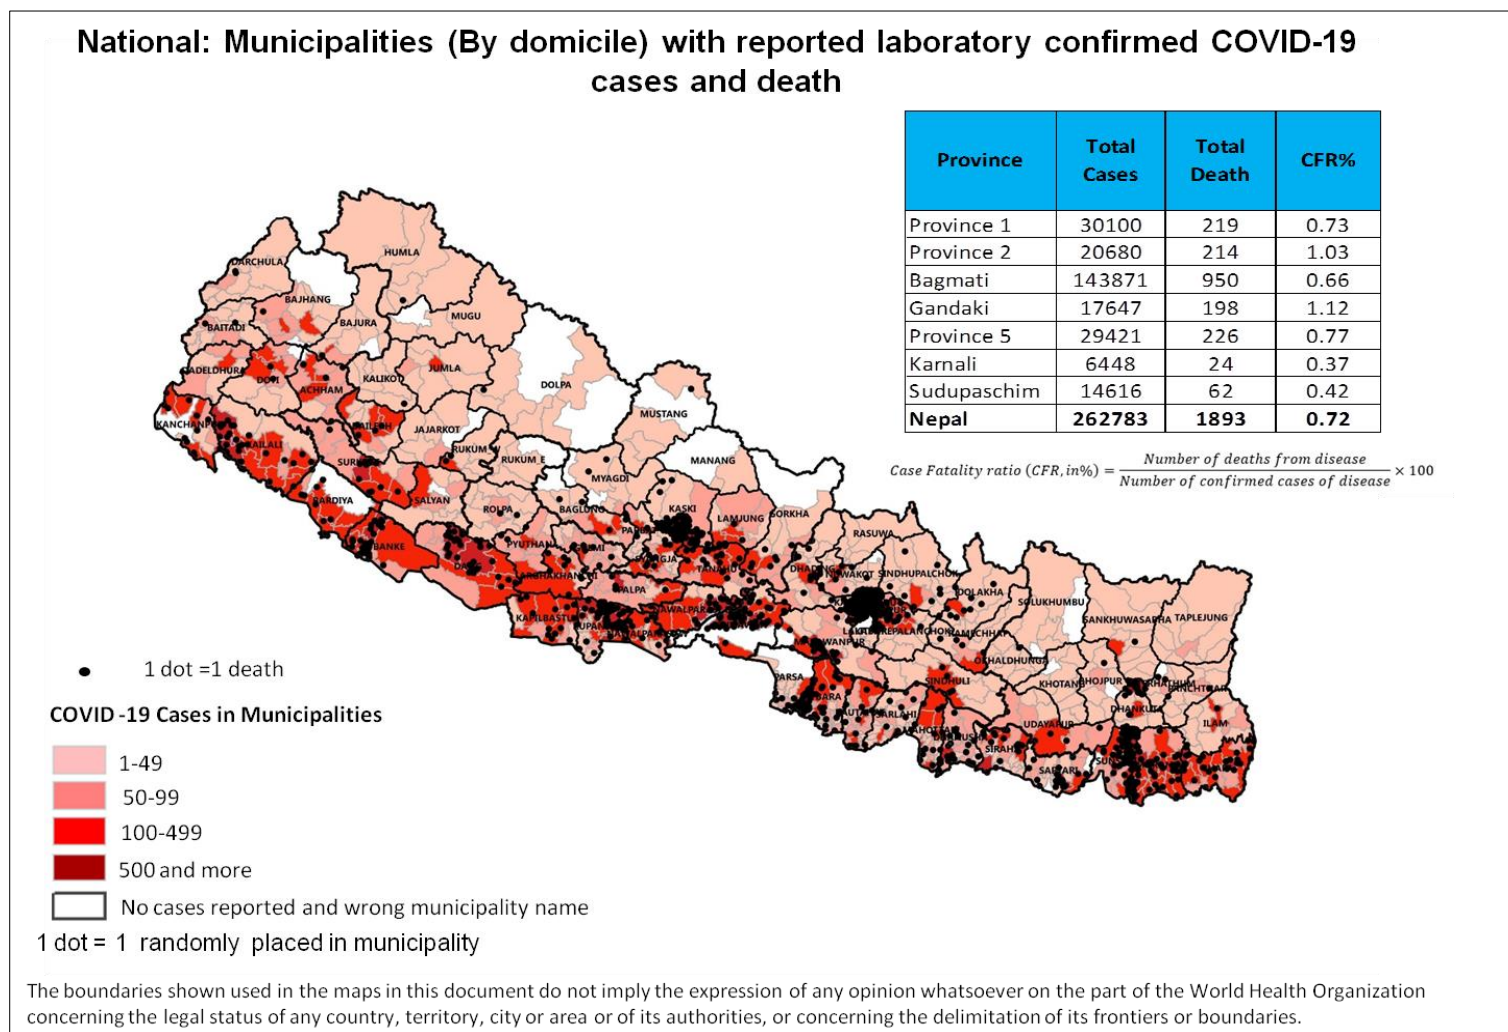 National: Municipalities (By domicile) with reported laboratory confirmed COVID-19
cases and death
Province Total Cases Total Death CFR%
Province 1 30100 219 0.73
Province 2 20680 214 1.03
Bagmati 143871 950 0.66
Gandaki 17647 198 1.12
Province 5 29421 226 0.77
Karnali 6448 24 0.37
Sudupaschim 14616 62 0.42
Nepal 262783 1893 0.72
Case Fatality ratio (CFR, in%) = Number of deaths from disease / Number of confirmed cases of disease × 100
HUMLA
DARCHULA
BAJHANG
MUGU
BAJURA
BAITADI
JUMLA
DOTI
KALIKOT
DOLPA
ACHHAM
MUSTANG
JAJARKOT
RUKUM E
MANANG
MYAGDI
SALYAN
ROLPA
BAGLUNG
KASKI
LAMJUNG
GORKHA
RASUWA
BARDIYA
BANKE
PYUTHAN
TANAHU
DHADING
SINDHUPALCHOK
DOLAKHA
SOLUKHUMBU
SANKHUWASABHA
TAPLEJUNG
PALPA
KAPILBASTU
OKHALDHUNGA
KHOTANG
BHOJPUR
DHANKUTA
ILAM
SINDHULI
UDAYAPUR
PARSA
BARA
SARLAHI
1 dot =1 death
COVID -19 Cases in Municipalities
1-49
50-99
100-499
500 and more
No cases reported and wrong municipality name
1 dot = 1 randomly placed in municipality
The boundaries shown used in the maps in this document do not imply the expression of any opinion whatsoever on the part of the World Health Organization
concerning the legal status of any country, territory, city or area or of its authorities, or concerning the delimitation of its frontiers or boundaries.